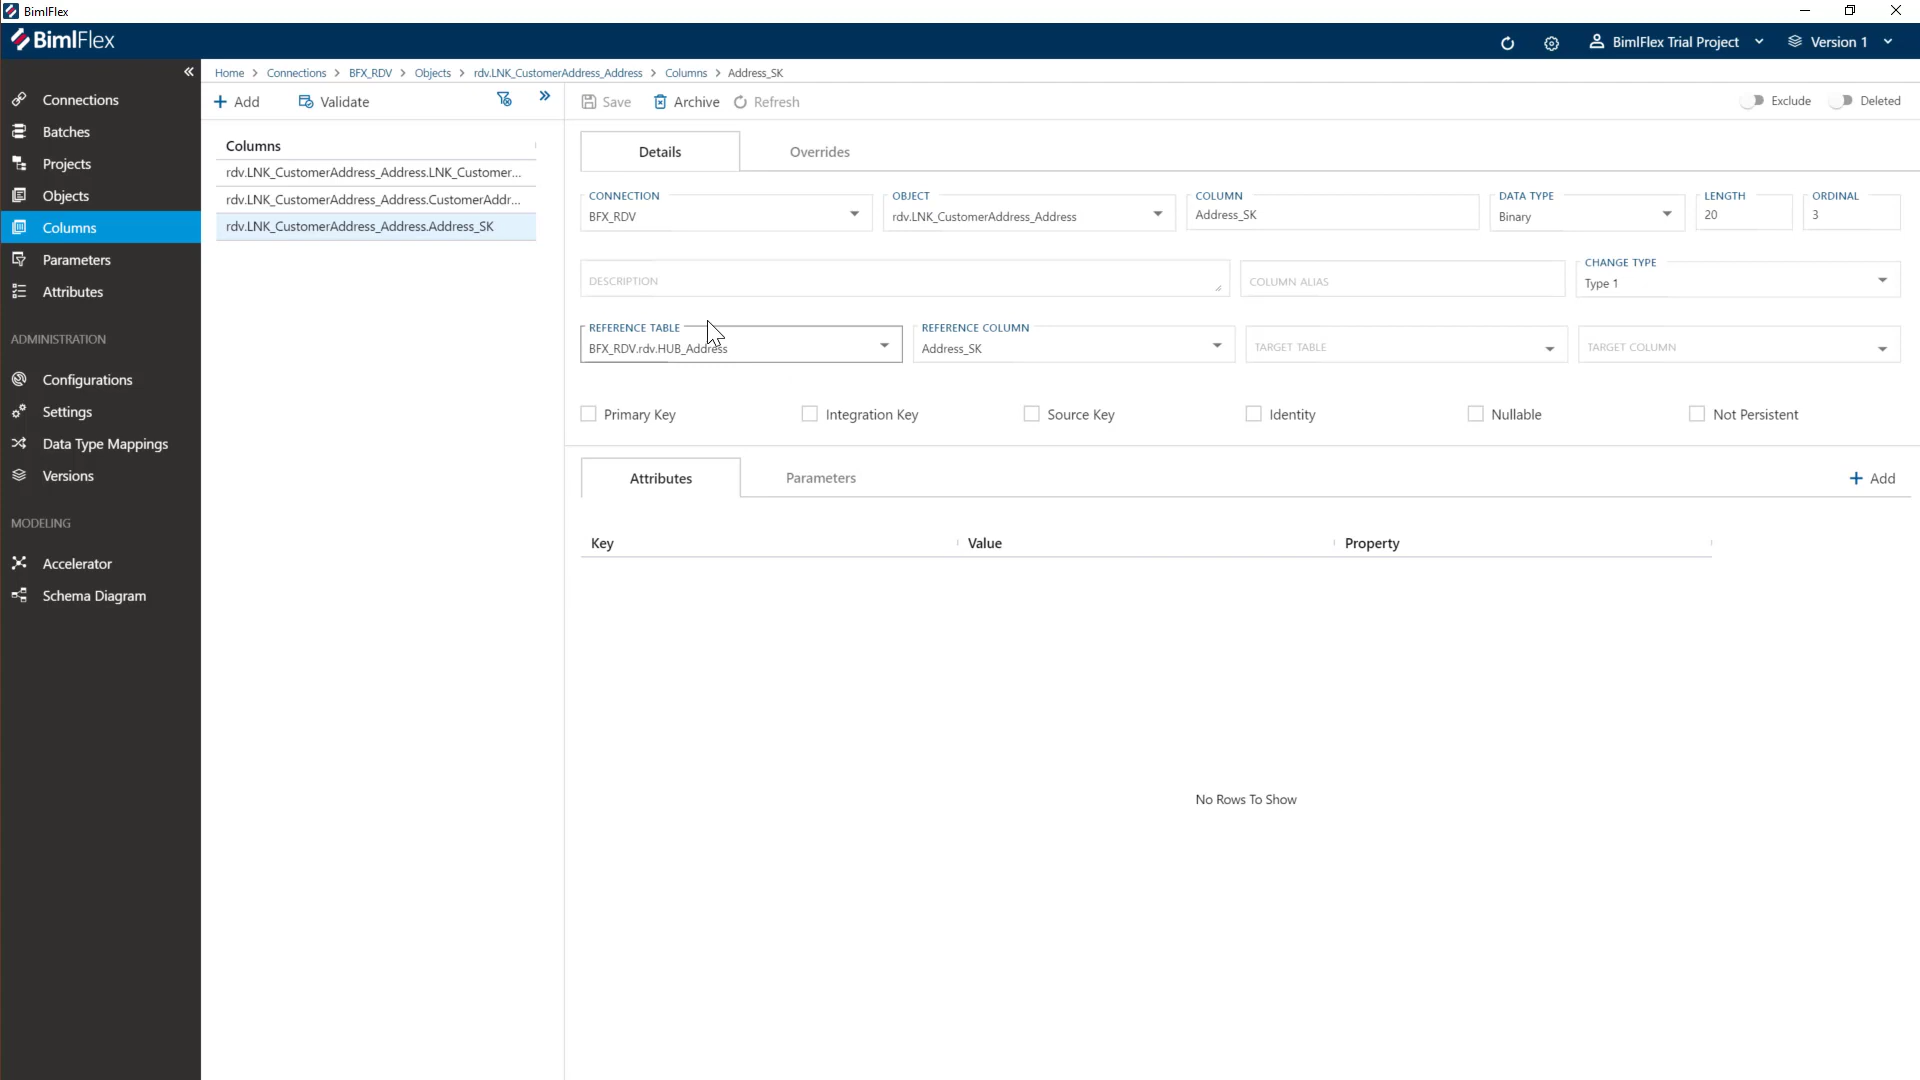 BimlFlex
BimlFlex
BimlFlex Trial Project
Version 1
Home > Connections > BFX_RDV > Objects > rdv.LNK_CustomerAddress_Address > Columns > Address_SK
Add
Validate
Save
Archive
Refresh
Exclude
Deleted
Connections
Batches
Projects
Objects
Columns
Parameters
Attributes
ADMINISTRATION
Configurations
Settings
Data Type Mappings
Versions
MODELING
Accelerator
Schema Diagram
Columns
rdv.LNK_CustomerAddress_Address.LNK_Customer...
rdv.LNK_CustomerAddress_Address.CustomerAddr...
rdv.LNK_CustomerAddress_Address.Address_SK
Details
Overrides
CONNECTION
BFX_RDV
OBJECT
rdv.LNK_CustomerAddress_Address
COLUMN
Address_SK
DATA TYPE
Binary
LENGTH
20
ORDINAL
3
DESCRIPTION
COLUMN ALIAS
CHANGE TYPE
Type 1
REFERENCE TABLE
BFX_RDV.rdv.HUB_Address
REFERENCE COLUMN
Address_SK
TARGET TABLE
TARGET COLUMN
Primary Key
Integration Key
Source Key
Identity
Nullable
Not Persistent
Attributes
Parameters
Add
Key
Value
Property
No Rows To Show